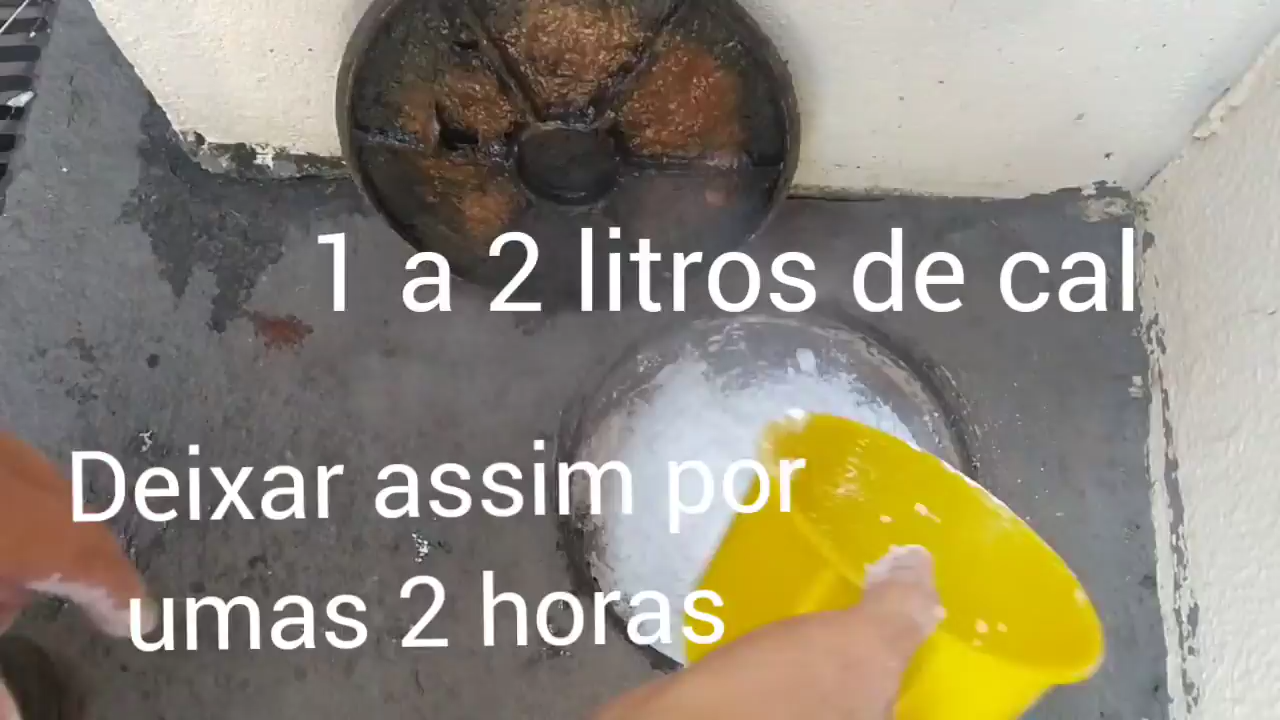 1 a 2 litros de cal
Deixar assim por
umas 2 horas